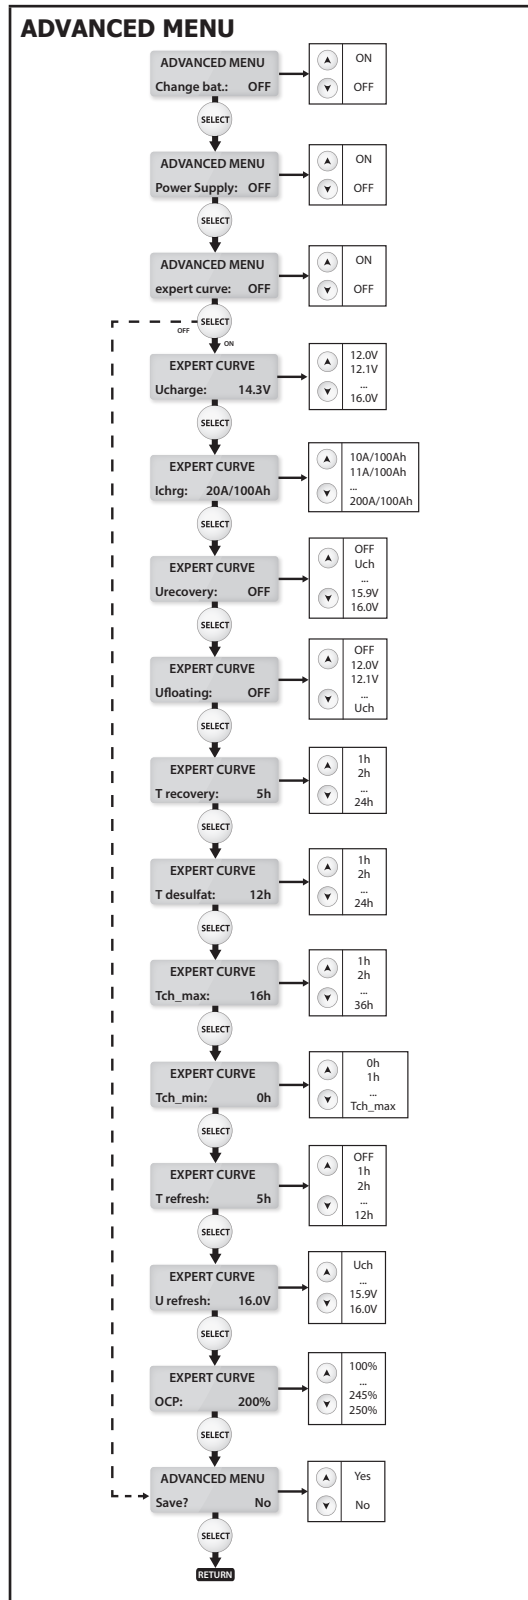 ADVANCED MENU
ADVANCED MENU
Change bat.: OFF
ON
OFF
SELECT
ADVANCED MENU
Power Supply: OFF
ON
OFF
SELECT
ADVANCED MENU
expert curve: OFF
ON
OFF
SELECT
OFF
ON
EXPERT CURVE
Ucharge: 14.3V
12.0V
12.1V
...
16.0V
SELECT
EXPERT CURVE
Ichrg: 20A/100Ah
10A/100Ah
11A/100Ah
...
200A/100Ah
SELECT
EXPERT CURVE
Urecovery: OFF
OFF
Uch
...
15.9V
16.0V
SELECT
EXPERT CURVE
Ufloating: OFF
OFF
12.0V
12.1V
...
Uch
SELECT
EXPERT CURVE
T recovery: 5h
1h
2h
...
24h
SELECT
EXPERT CURVE
T desulfat: 12h
1h
2h
...
24h
SELECT
EXPERT CURVE
Tch_max: 16h
1h
2h
...
36h
SELECT
EXPERT CURVE
Tch_min: 0h
0h
1h
...
Tch_max
SELECT
EXPERT CURVE
T refresh: 5h
OFF
1h
2h
...
12h
SELECT
EXPERT CURVE
U refresh: 16.0V
Uch
...
15.9V
16.0V
SELECT
EXPERT CURVE
OCP: 200%
100%
...
245%
250%
SELECT
ADVANCED MENU
Save? No
Yes
No
SELECT
RETURN